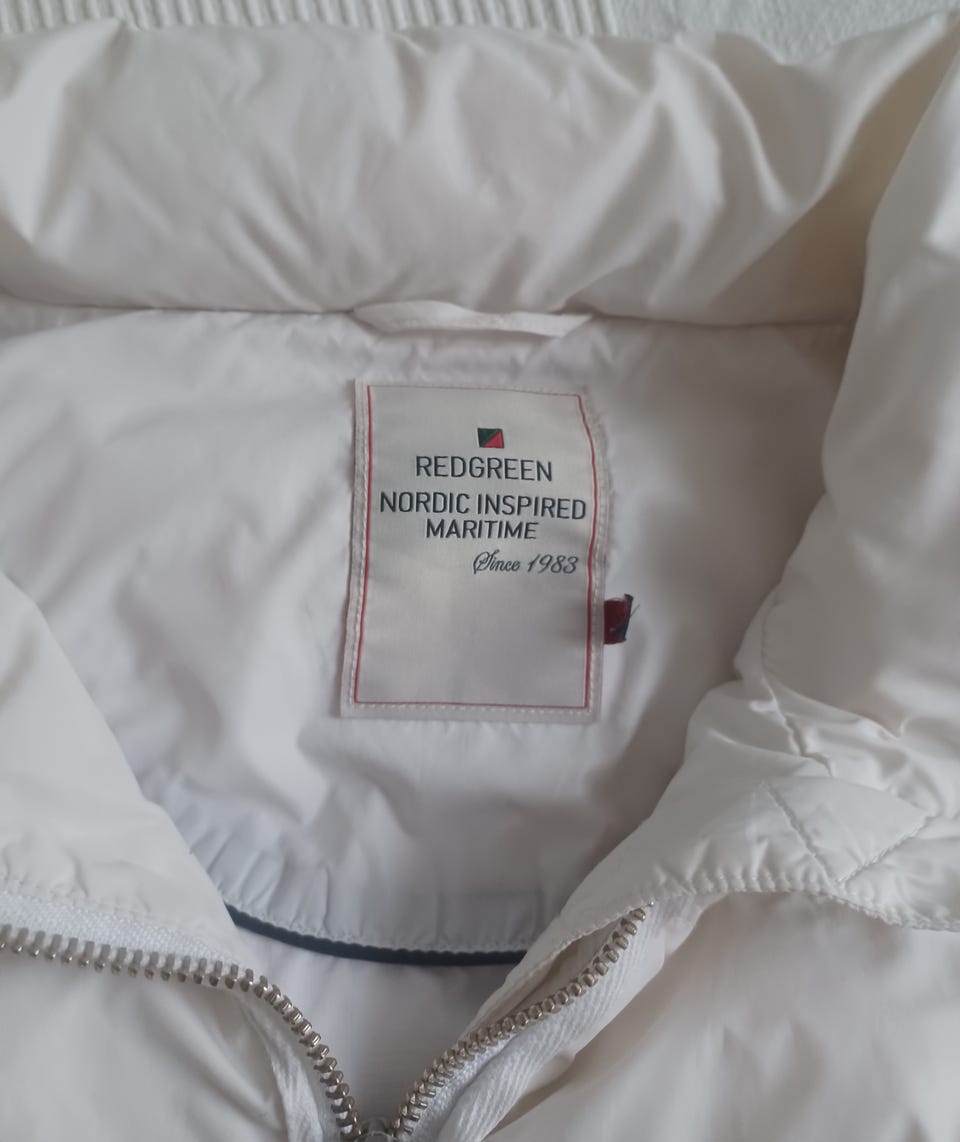 REDGREEN
NORDIC INSPIRED
MARITIME
Since 1983